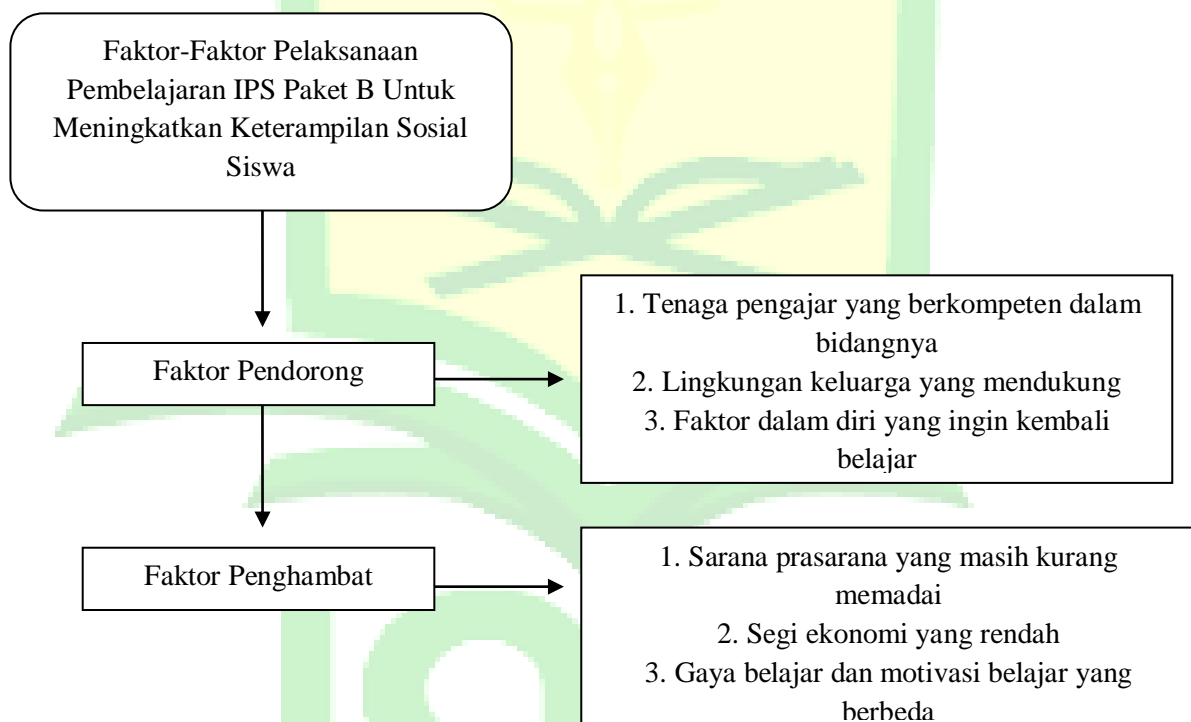 Faktor-Faktor Pelaksanaan
Pembelajaran IPS Paket B Untuk
Meningkatkan Keterampilan Sosial
Siswa
Faktor Pendorong
1. Tenaga pengajar yang berkompeten dalam
bidangnya
2. Lingkungan keluarga yang mendukung
3. Faktor dalam diri yang ingin kembali
belajar
Faktor Penghambat
1. Sarana prasarana yang masih kurang
memadai
2. Segi ekonomi yang rendah
3. Gaya belajar dan motivasi belajar yang
berbeda